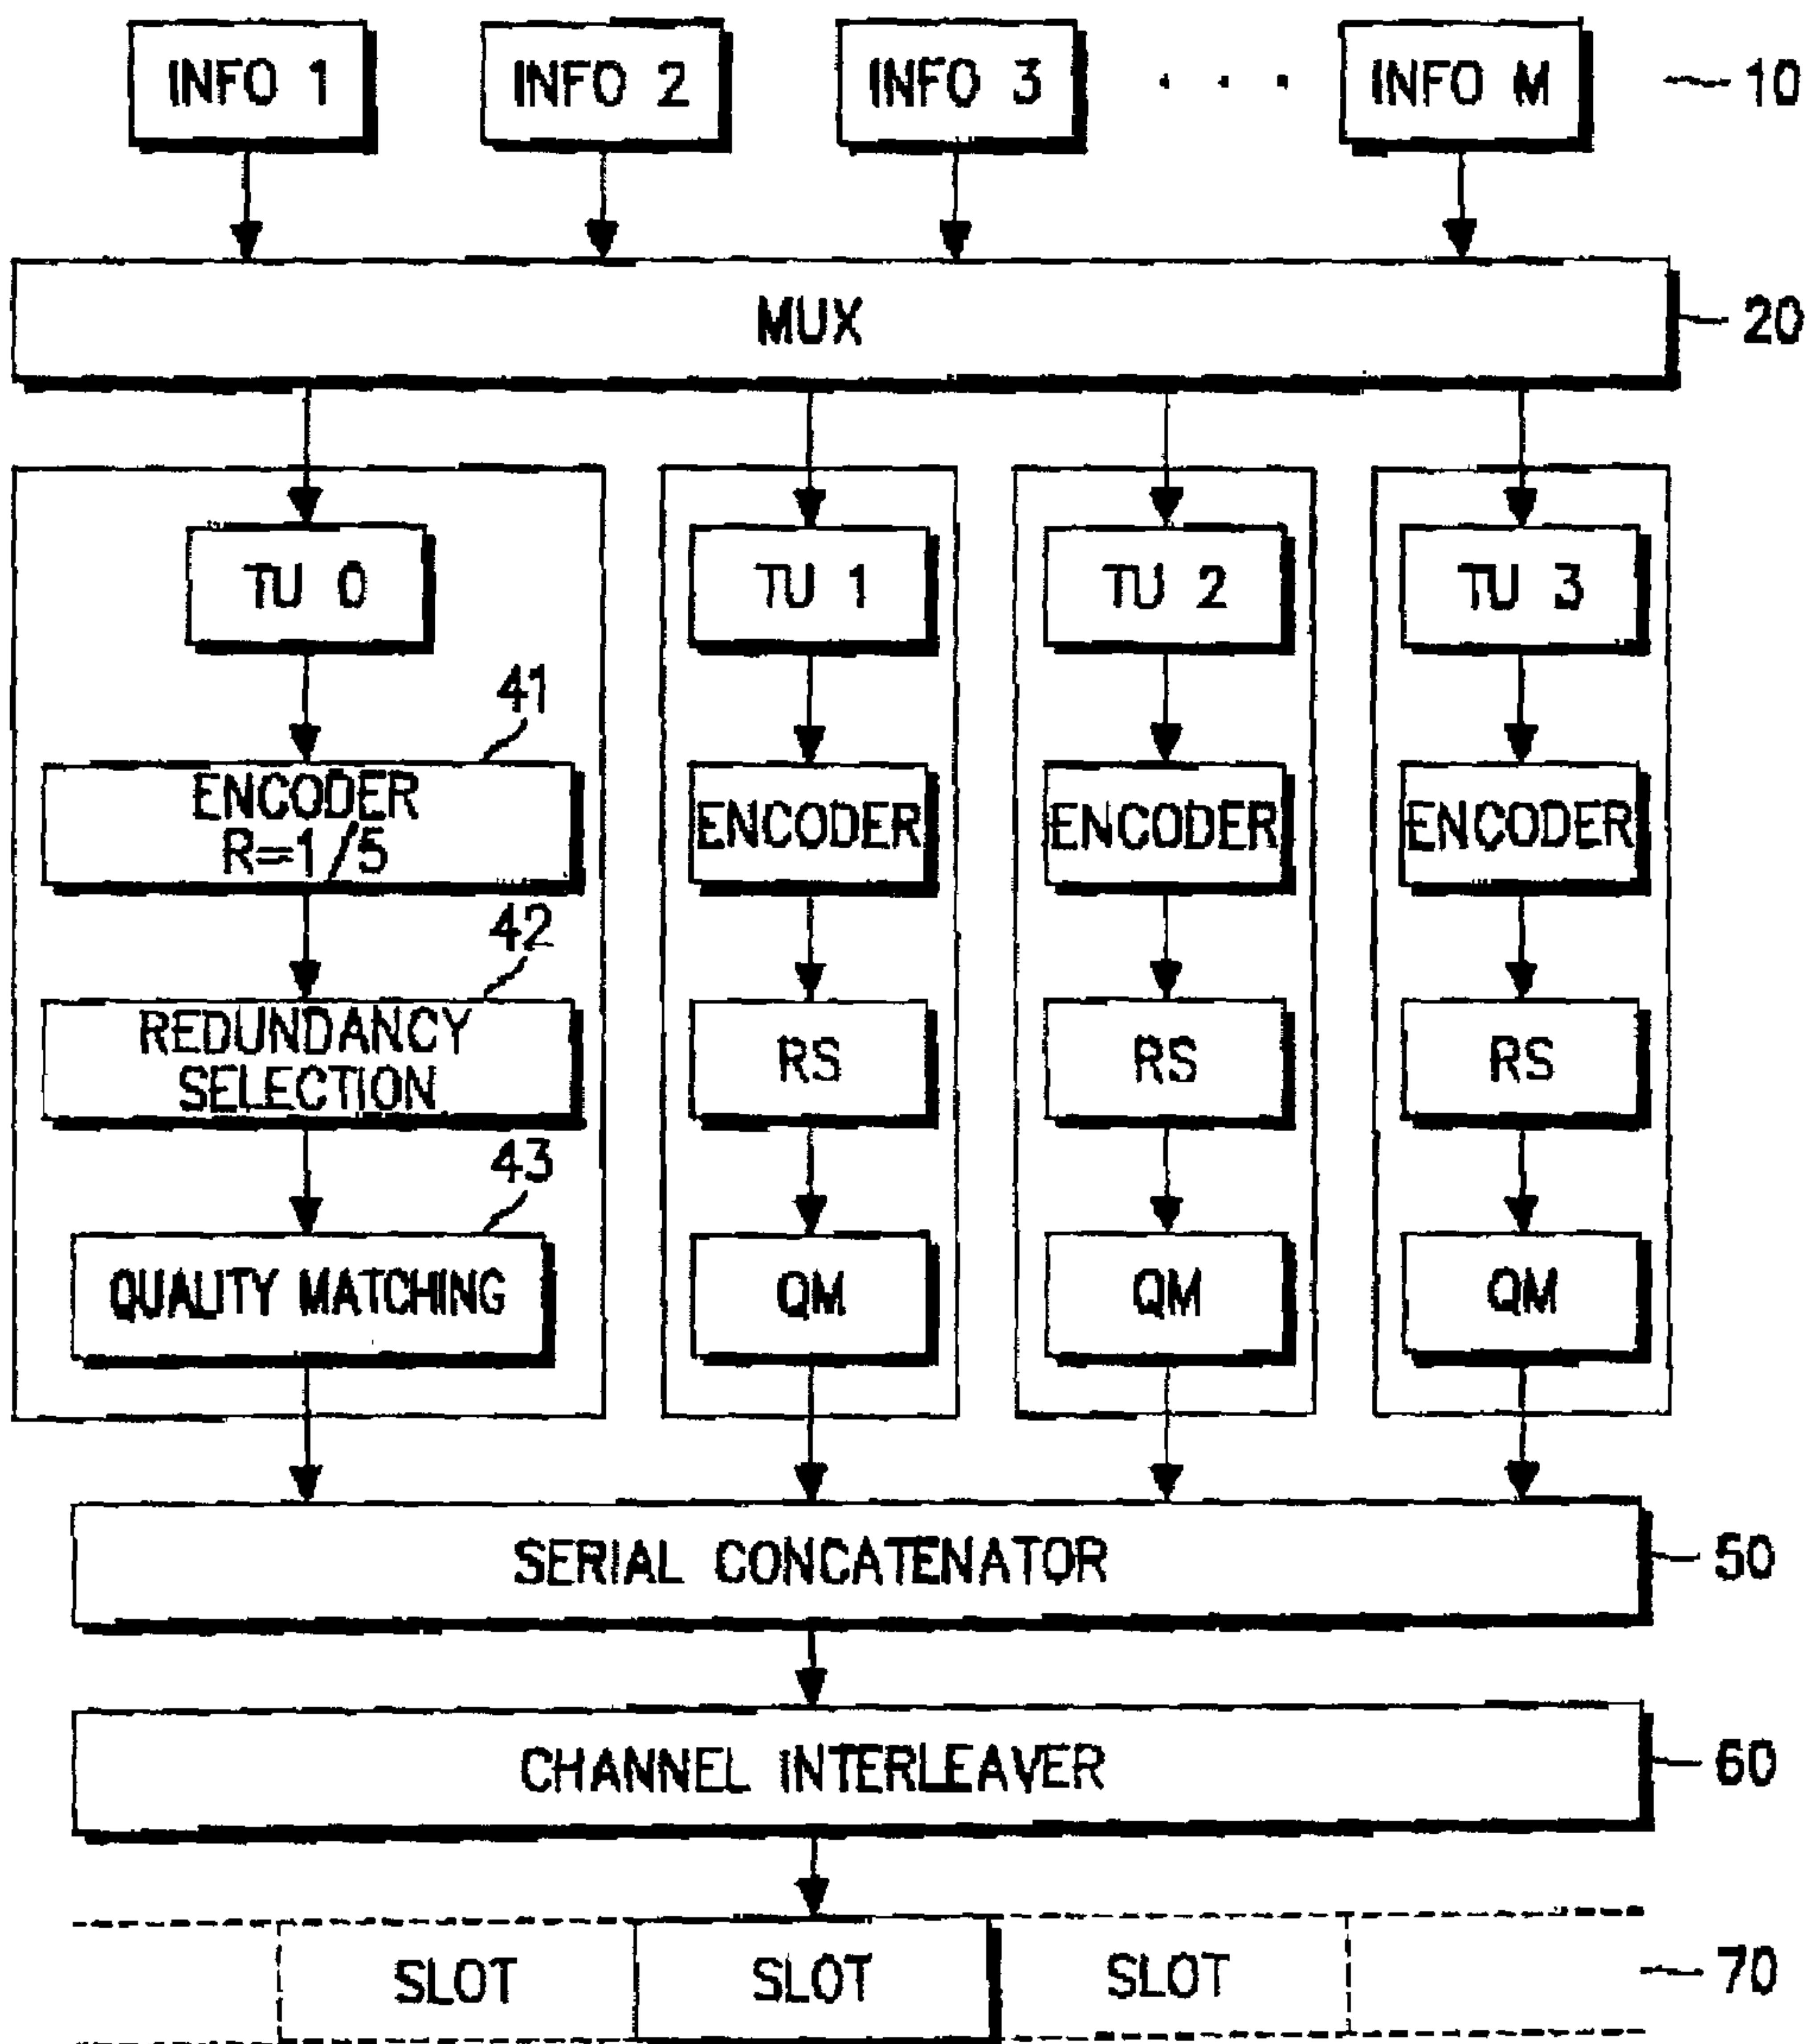 INFO 1
INFO 2
INFO 3
. . .
INFO M
10
MUX
20
TU 0
TU 1
TU 2
TU 3
41
ENCODER
R=1/5
ENCODER
ENCODER
ENCODER
42
REDUNDANCY
SELECTION
RS
RS
RS
43
QUALITY MATCHING
QM
QM
QM
SERIAL CONCATENATOR
50
CHANNEL INTERLEAVER
60
SLOT
SLOT
SLOT
70